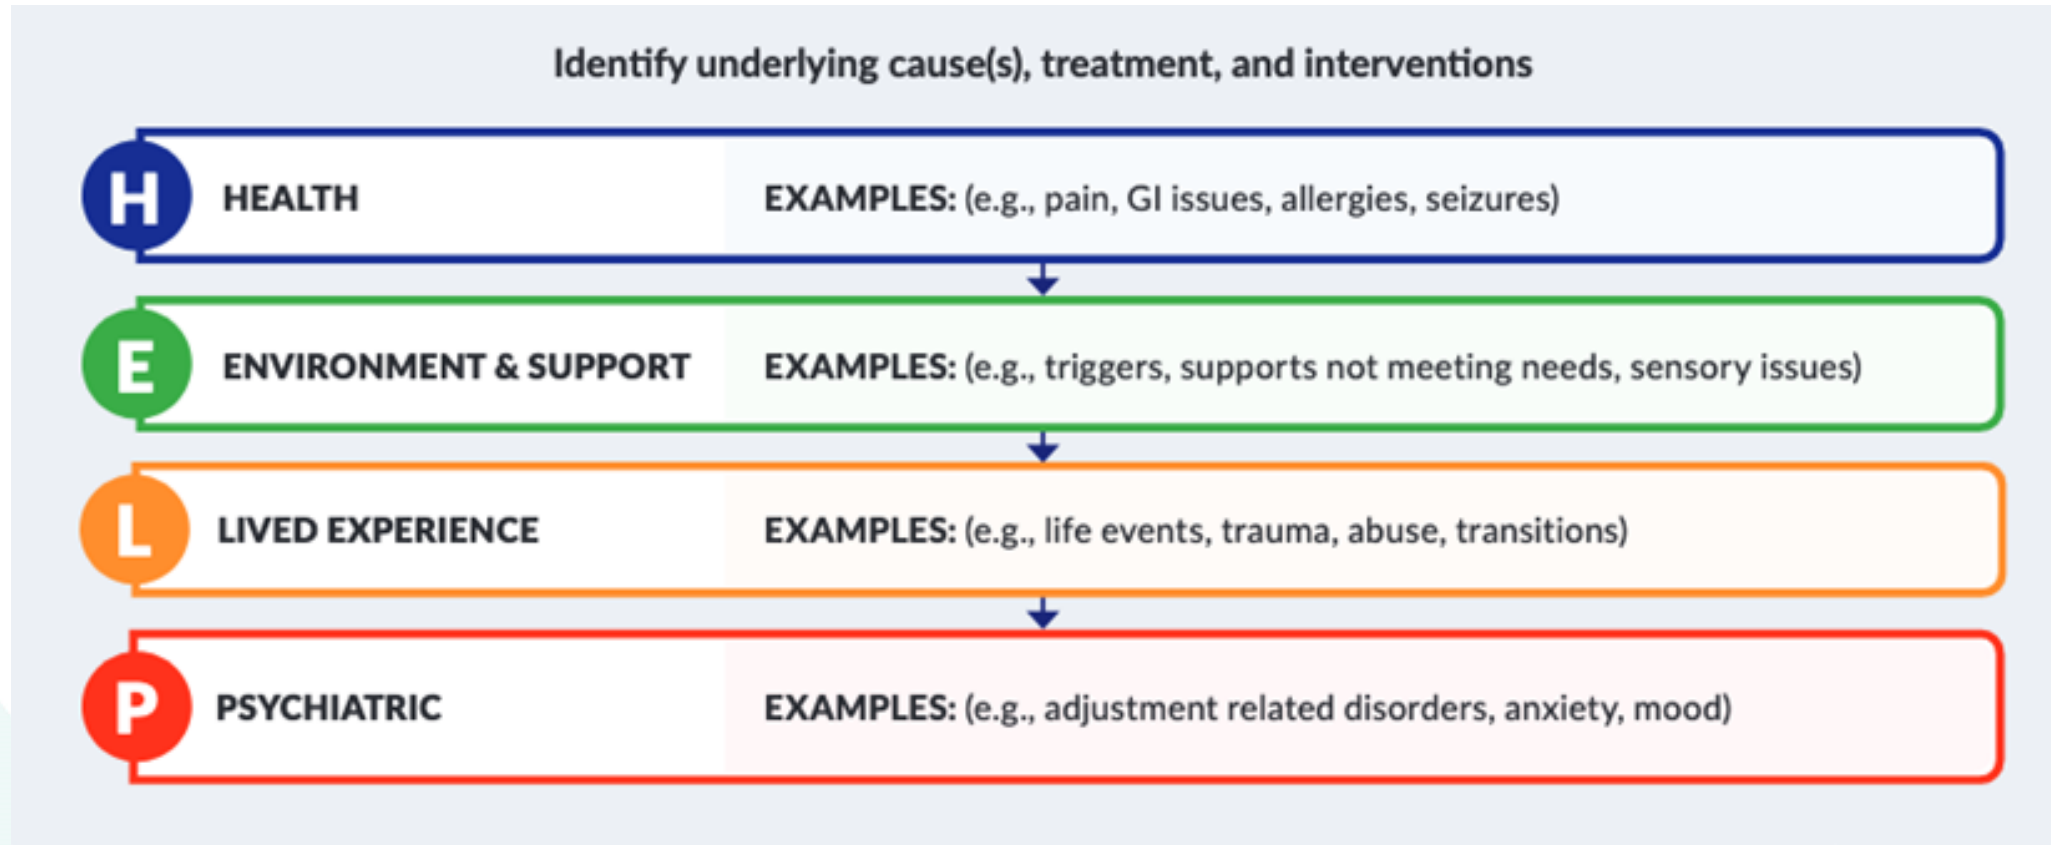 Identify underlying cause(s), treatment, and interventions
H HEALTH EXAMPLES: (e.g., pain, GI issues, allergies, seizures)
E ENVIRONMENT & SUPPORT EXAMPLES: (e.g., triggers, supports not meeting needs, sensory issues)
L LIVED EXPERIENCE EXAMPLES: (e.g., life events, trauma, abuse, transitions)
P PSYCHIATRIC EXAMPLES: (e.g., adjustment related disorders, anxiety, mood)